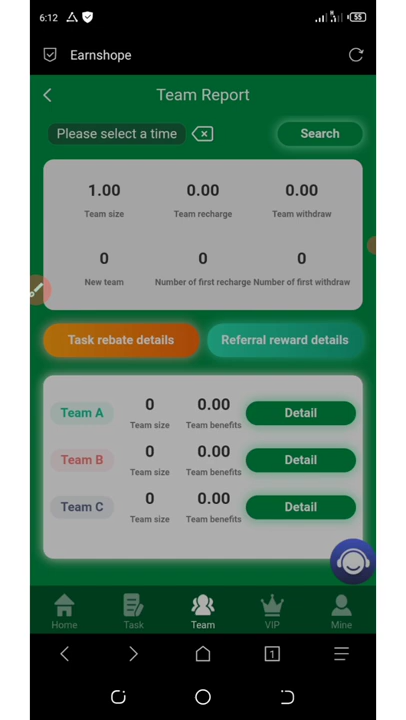 6:12
55
Earnshope
Team Report
Please select a time
Search
1.00 0.00 0.00
Team size Team recharge Team withdraw
0 0 0
New team Number of first recharge Number of first withdraw
Task rebate details Referral reward details
Team A 0 0.00 Detail
Team size Team benefits
Team B 0 0.00 Detail
Team size Team benefits
Team C 0 0.00 Detail
Team size Team benefits
Home Task Team VIP Mine
1